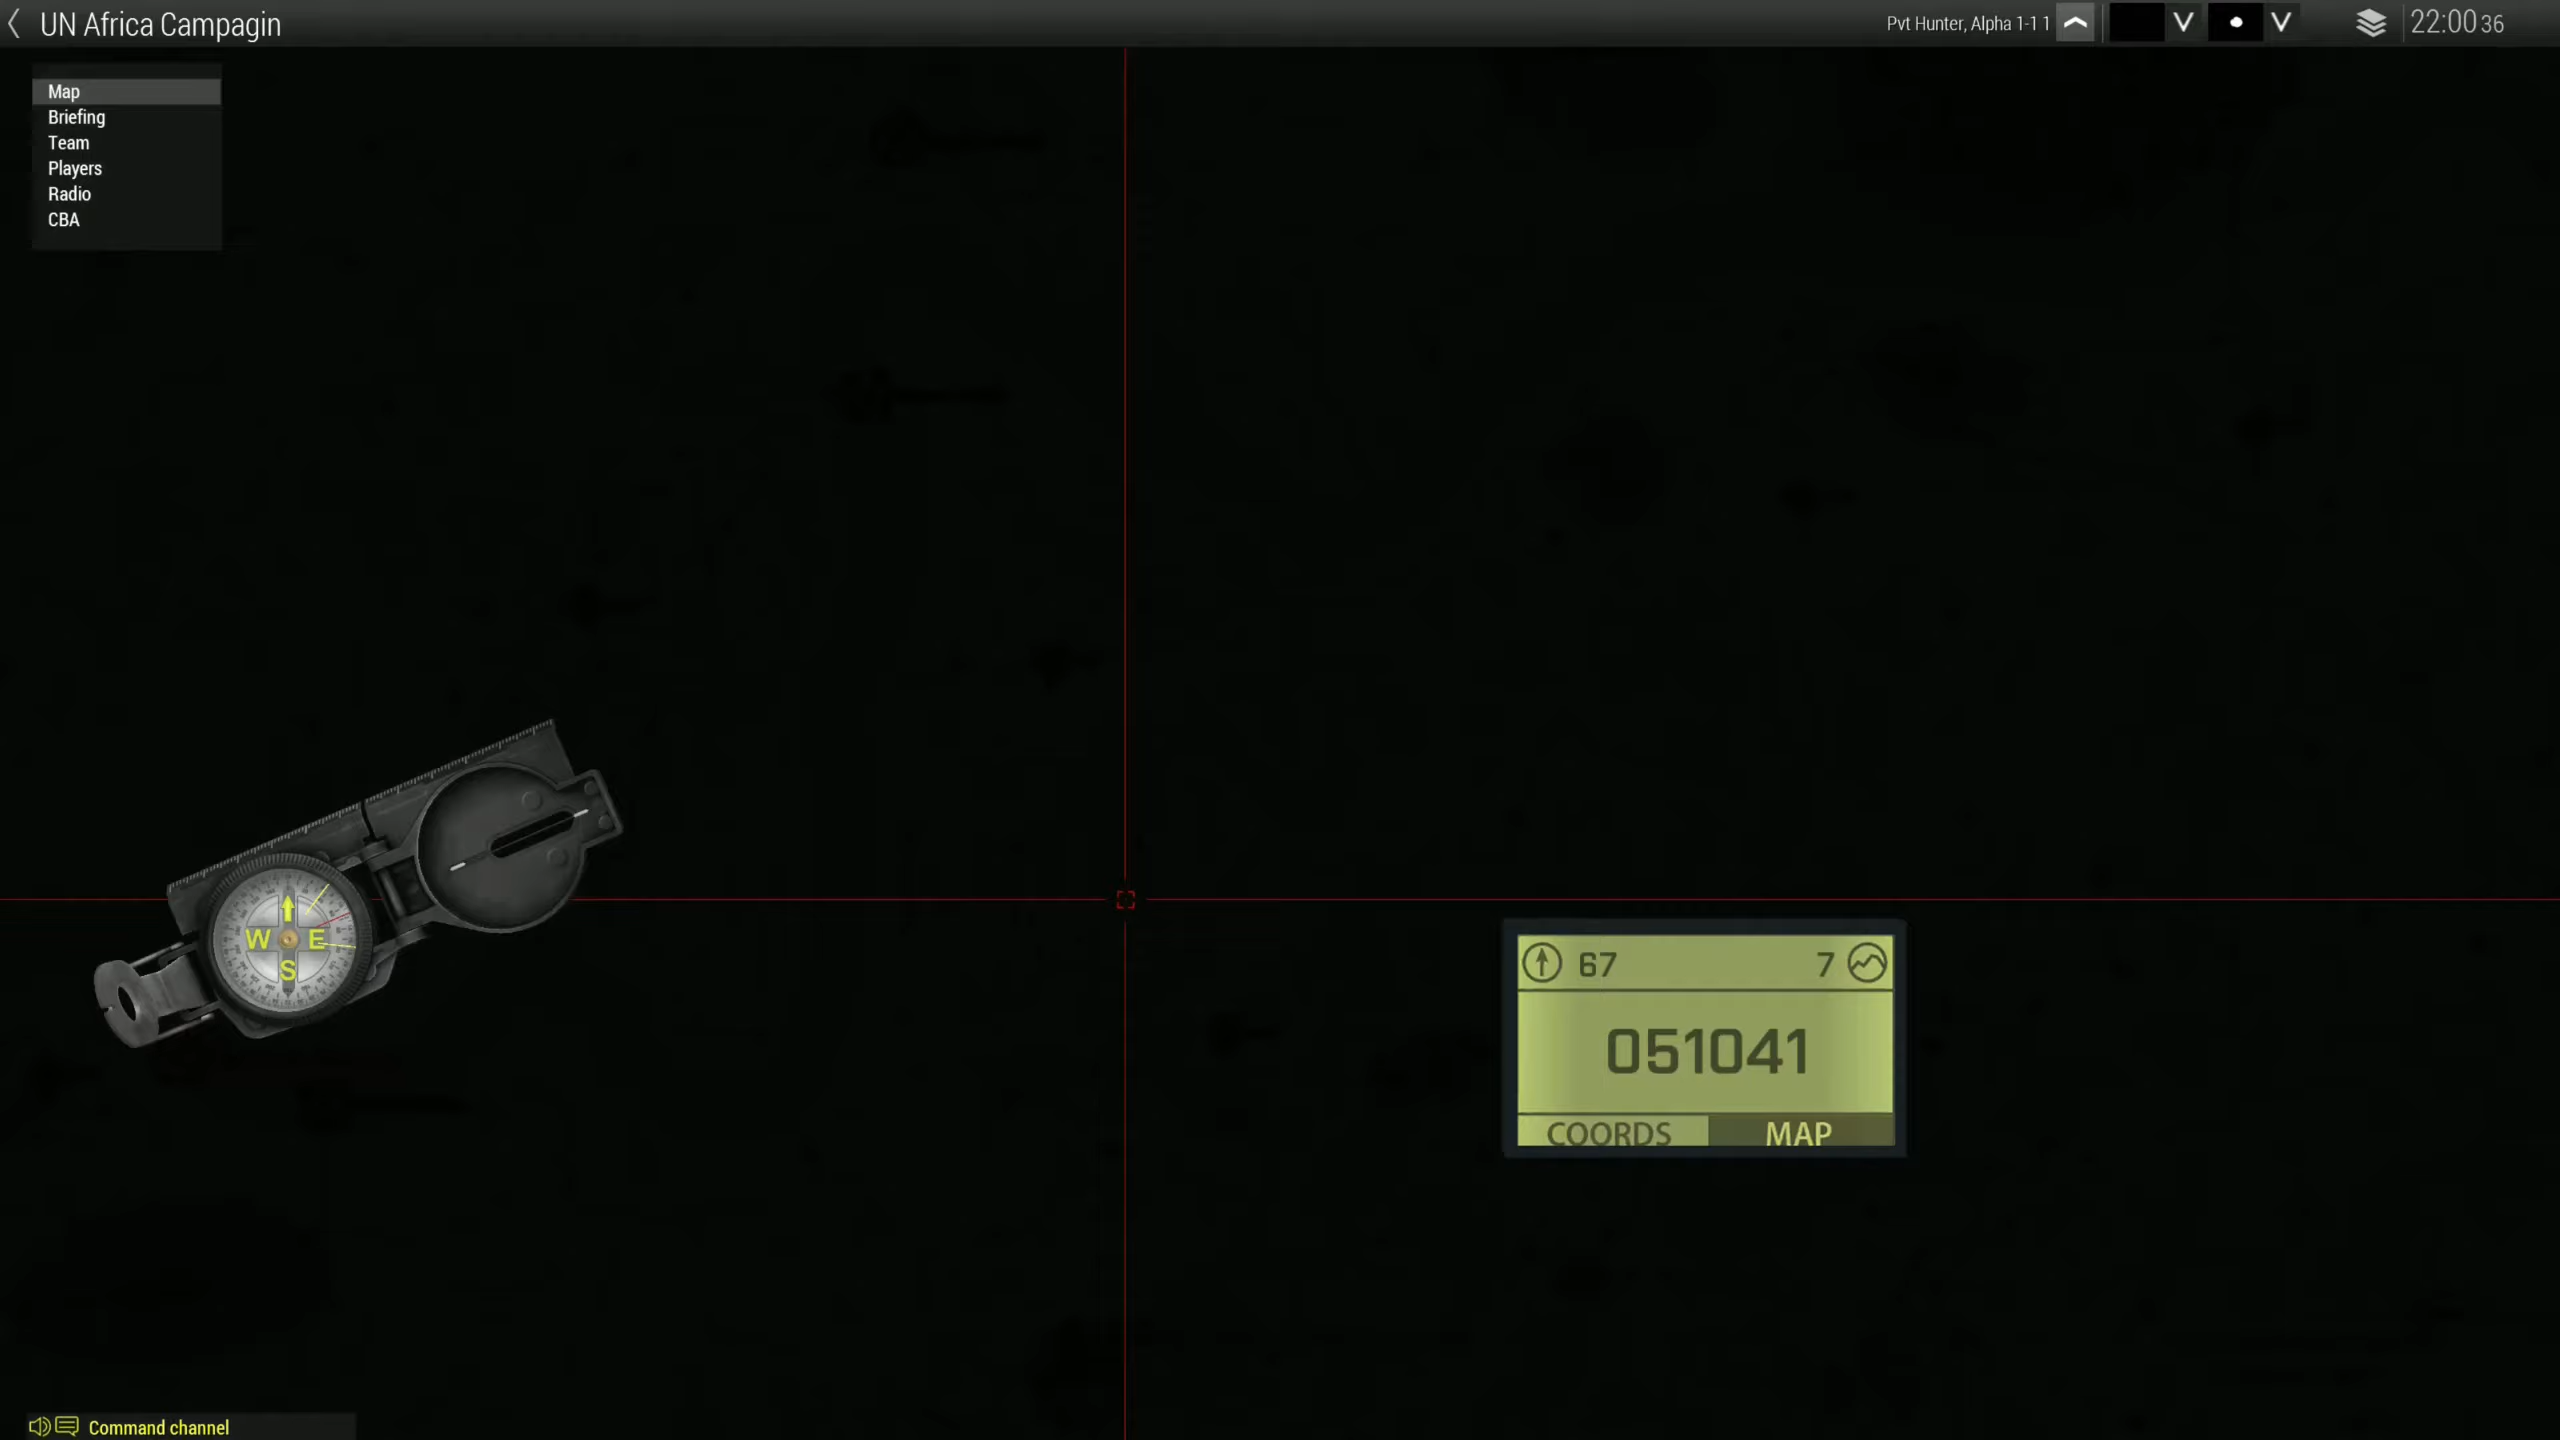 UN Africa Campagin
Pvt Hunter, Alpha 1-1 1
22:00 36
Map
Briefing
Team
Players
Radio
CBA
W E
S
67 7
051041
COORDS MAP
Command channel